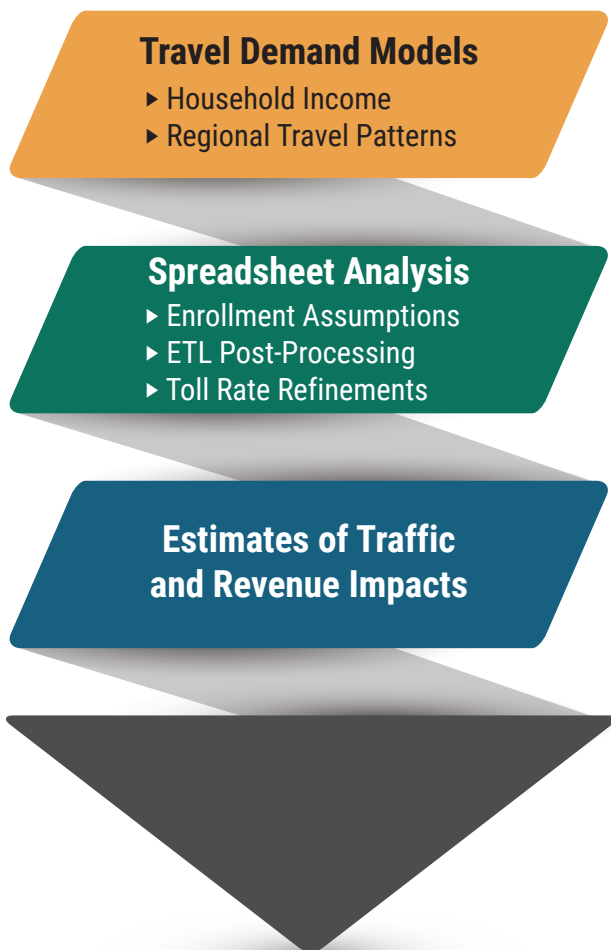 Travel Demand Models
▸ Household Income
▸ Regional Travel Patterns
Spreadsheet Analysis
▸ Enrollment Assumptions
▸ ETL Post-Processing
▸ Toll Rate Refinements
Estimates of Traffic
and Revenue Impacts